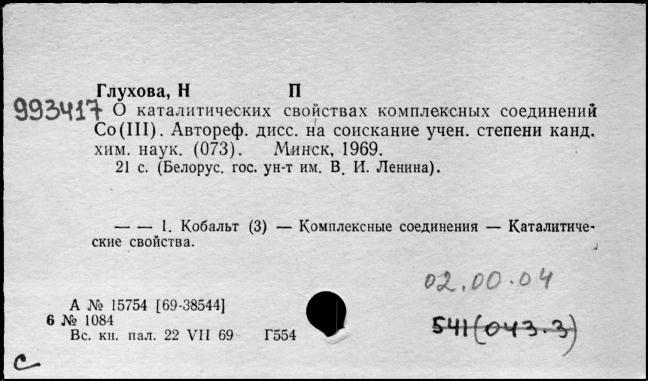 Глухова, Н П
993417 О каталитических свойствах комплексных соединений
Co(III). Автореф. дисс. на соискание учен. степени канд.
хим. наук. (073). Минск, 1969.
21 с. (Белорус. гос. ун-т им. В. И. Ленина).
— — 1. Кобальт (3) — Комплексные соединения — Каталитиче-
ские свойства.
02.00.04
А № 15754 [69-38544]
6 № 1084
541(043.3)
Вс. кн. пал. 22 VII 69 Г554
с